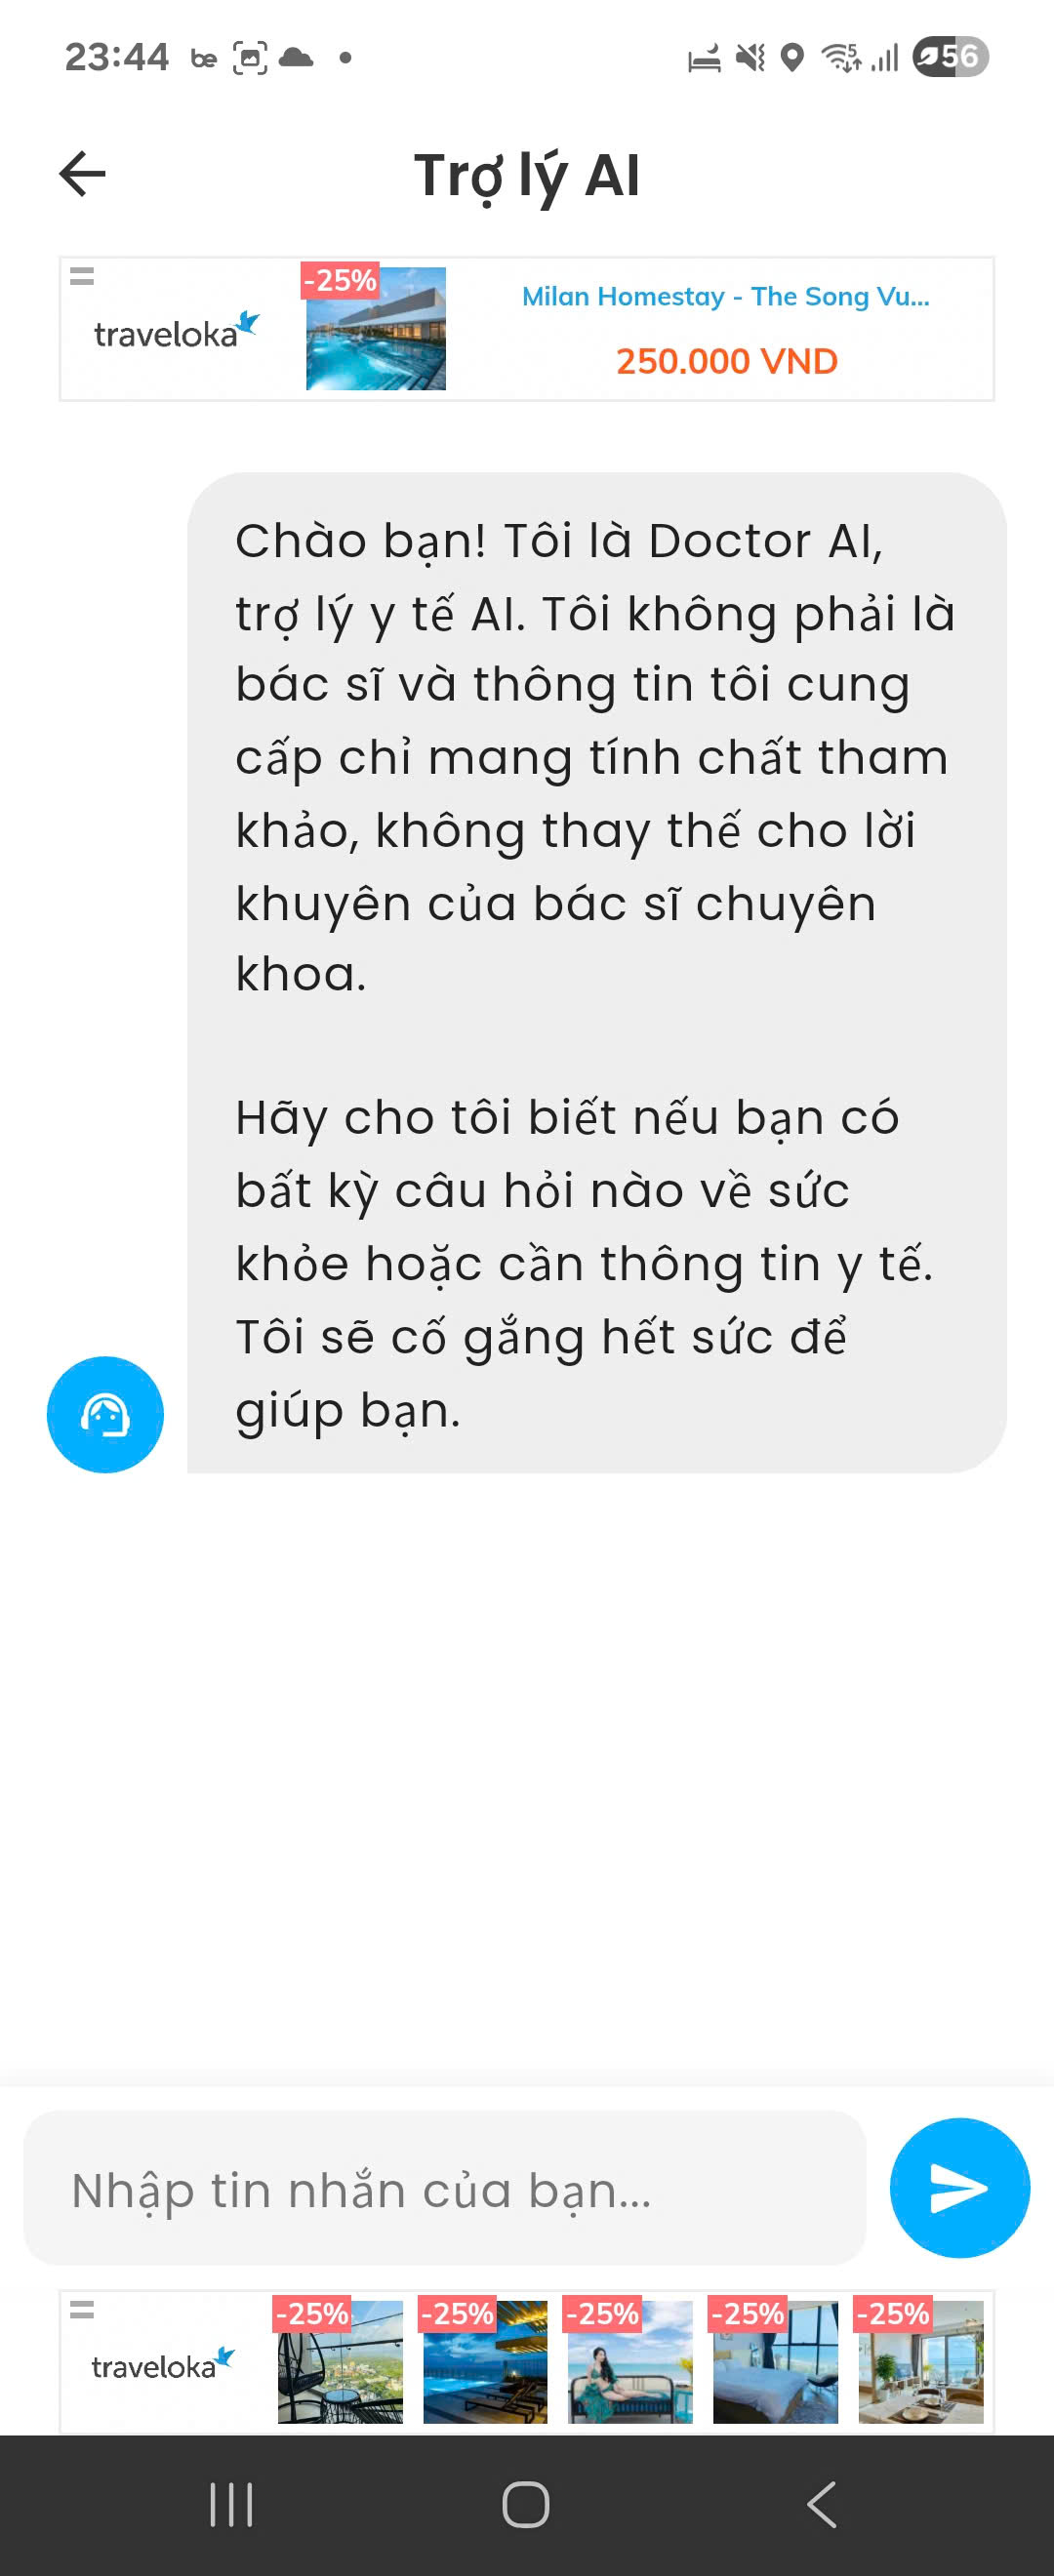 23:44 be 5 56
Trợ lý AI
-25%
traveloka
Milan Homestay - The Song Vu...
250.000 VND
Chào bạn! Tôi là Doctor AI,
trợ lý y tế AI. Tôi không phải là
bác sĩ và thông tin tôi cung
cấp chỉ mang tính chất tham
khảo, không thay thế cho lời
khuyên của bác sĩ chuyên
khoa.
Hãy cho tôi biết nếu bạn có
bất kỳ câu hỏi nào về sức
khỏe hoặc cần thông tin y tế.
Tôi sẽ cố gắng hết sức để
giúp bạn.
Nhập tin nhắn của bạn...
traveloka
-25% -25% -25% -25% -25%